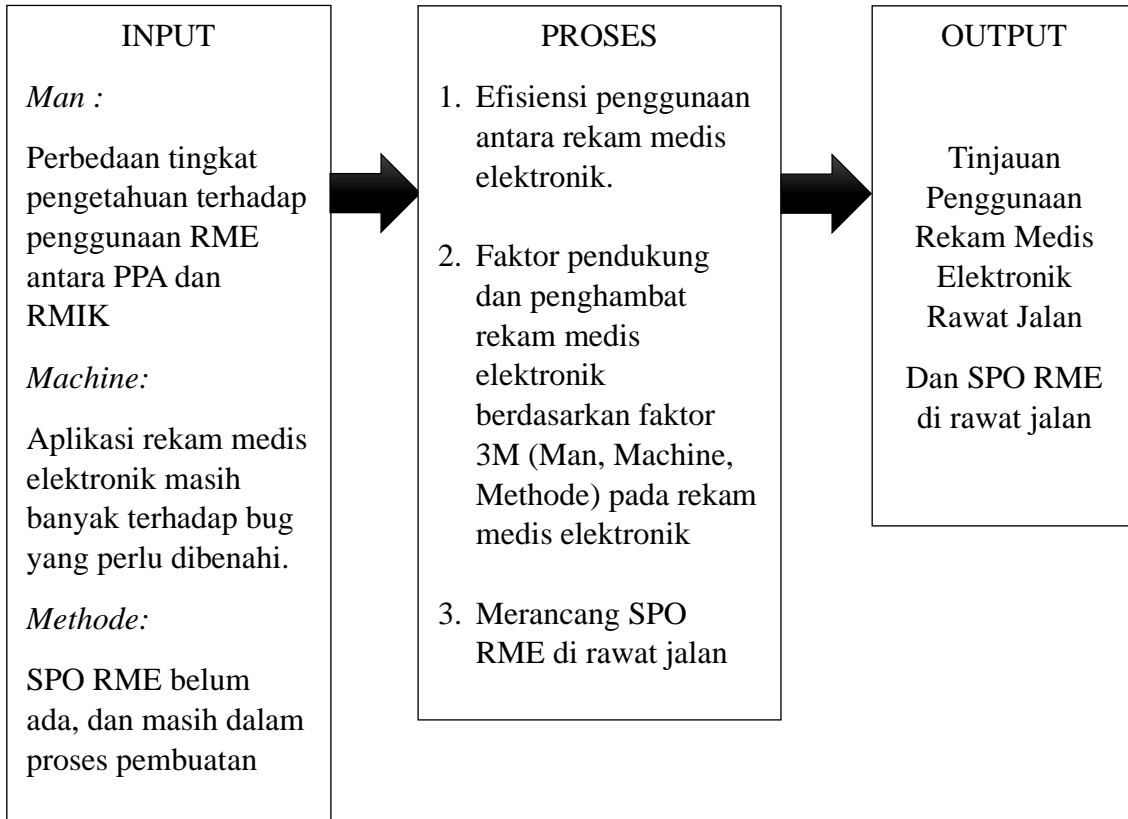 INPUT
Man :
Perbedaan tingkat
pengetahuan terhadap
penggunaan RME
antara PPA dan
RMIK
Machine:
Aplikasi rekam medis
elektronik masih
banyak terhadap bug
yang perlu dibenahi.
Methode:
SPO RME belum
ada, dan masih dalam
proses pembuatan
PROSES
1. Efisiensi penggunaan
antara rekam medis
elektronik.
2. Faktor pendukung
dan penghambat
rekam medis
elektronik
berdasarkan faktor
3M (Man, Machine,
Methode) pada rekam
medis elektronik
3. Merancang SPO
RME di rawat jalan
OUTPUT
Tinjauan
Penggunaan
Rekam Medis
Elektronik
Rawat Jalan
Dan SPO RME
di rawat jalan